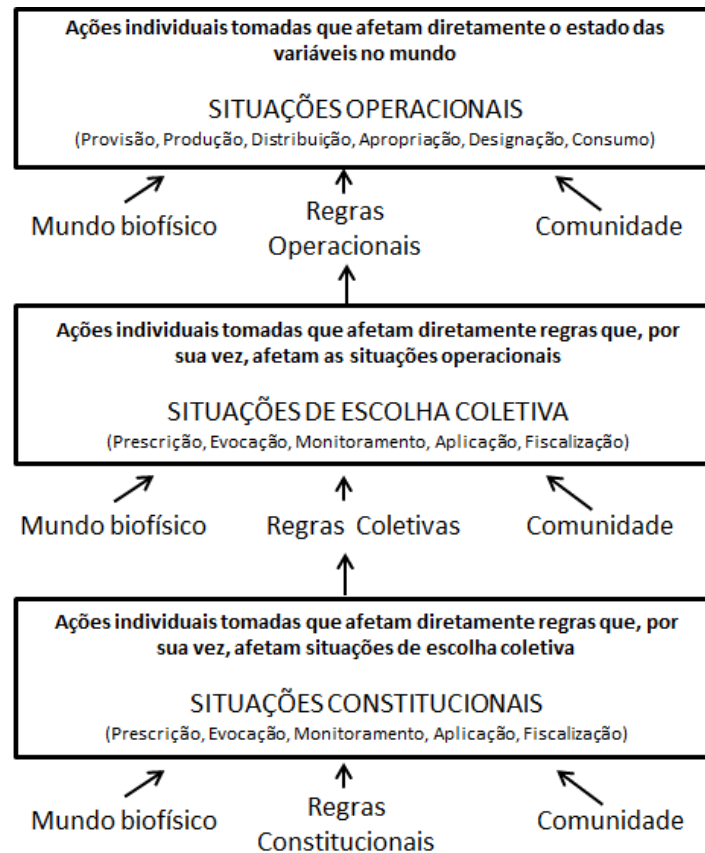 Ações individuais tomadas que afetam diretamente o estado das
variáveis no mundo
SITUAÇÕES OPERACIONAIS
(Provisão, Produção, Distribuição, Apropriação, Designação, Consumo)
Mundo biofísico
Regras
Operacionais
Comunidade
Ações individuais tomadas que afetam diretamente regras que, por
sua vez, afetam as situações operacionais
SITUAÇÕES DE ESCOLHA COLETIVA
(Prescrição, Evocação, Monitoramento, Aplicação, Fiscalização)
Mundo biofísico
Regras Coletivas
Comunidade
Ações individuais tomadas que afetam diretamente regras que, por
sua vez, afetam situações de escolha coletiva
SITUAÇÕES CONSTITUCIONAIS
(Prescrição, Evocação, Monitoramento, Aplicação, Fiscalização)
Mundo biofísico
Regras
Constitucionais
Comunidade